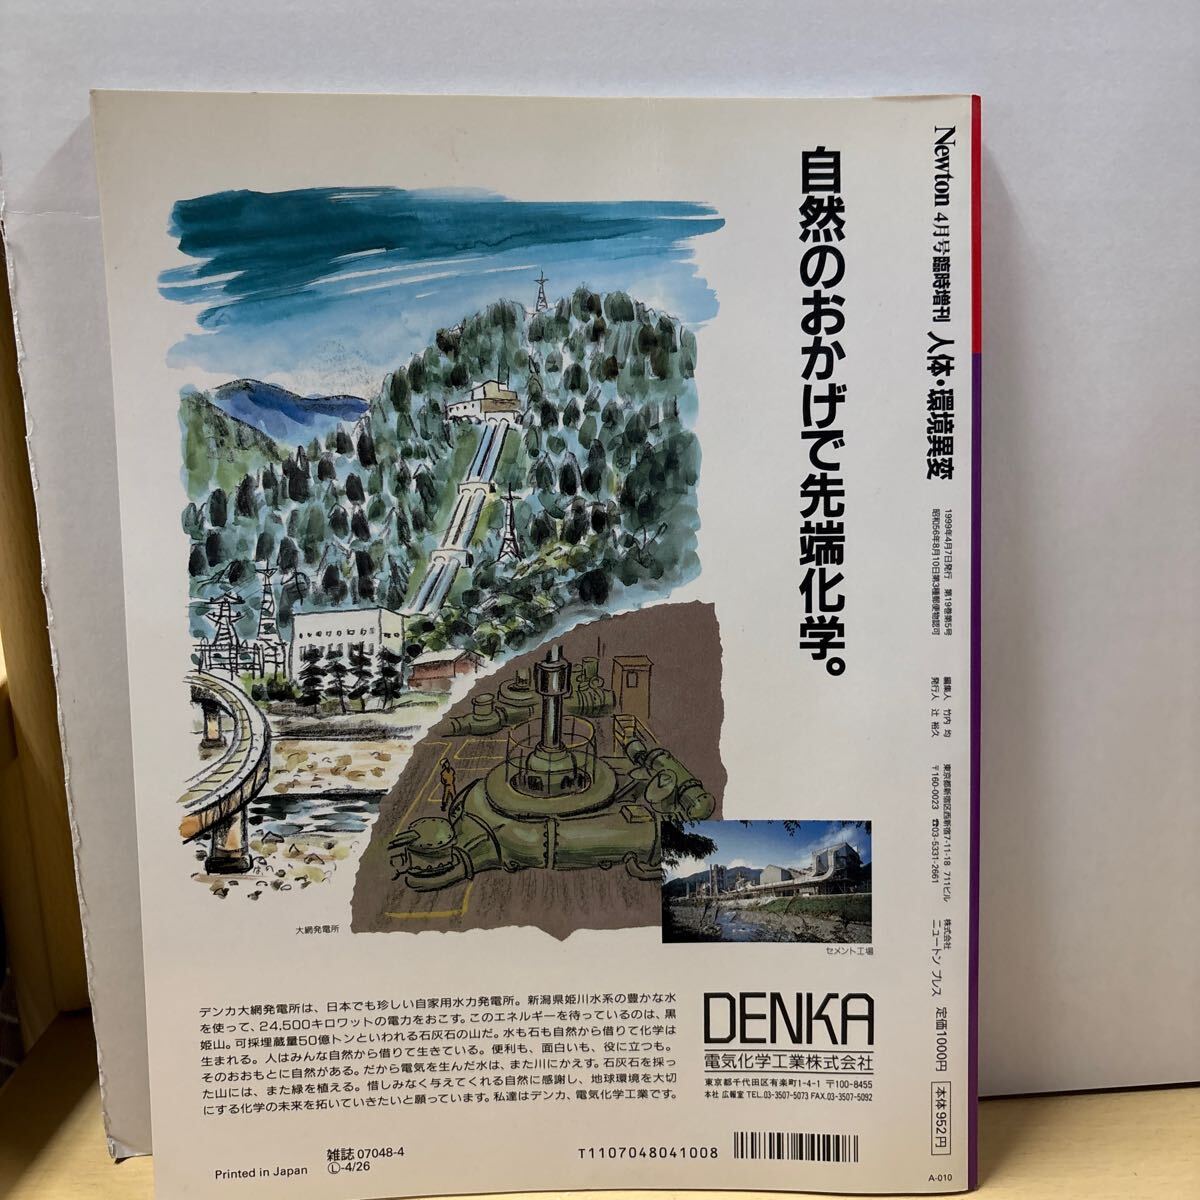 Newton 4月号臨時増刊 人体・環境異変
1999年4月7日発行 第19巻第5号
昭和56年8月10日第3種郵便物認可
編集人 竹内 均
発行人 辻 裕久
東京都新宿区西新宿7-11-18 711ビル
〒160-0023 ☎03-5331-2661
株式会社
ニュートン プレス
定価1000円
本体952円
A-010
自然のおかげで先端化学。
大網発電所
セメント工場
デンカ大網発電所は、日本でも珍しい自家用水力発電所。新潟県姫川水系の豊かな水
を使って、24,500キロワットの電力をおこす。このエネルギーを待っているのは、黒
姫山。可採埋蔵量50億トンといわれる石灰石の山だ。水も石も自然から借りて化学は
生まれる。人はみんな自然から借りて生きている。便利も、面白いも、役に立つも。
そのおおもとに自然がある。だから電気を生んだ水は、また川にかえす。石灰石を採っ
た山には、また緑を植える。惜しみなく与えてくれる自然に感謝し、地球環境を大切
にする化学の未来を拓いていきたいと願っています。私達はデンカ、電気化学工業です。
DENKA
電気化学工業株式会社
東京都千代田区有楽町1-4-1 〒100-8455
本社 広報室 TEL.03-3507-5073 FAX.03-3507-5092
Printed in Japan
雑誌 07048-4
Ⓛ-4/26
T1107048041008